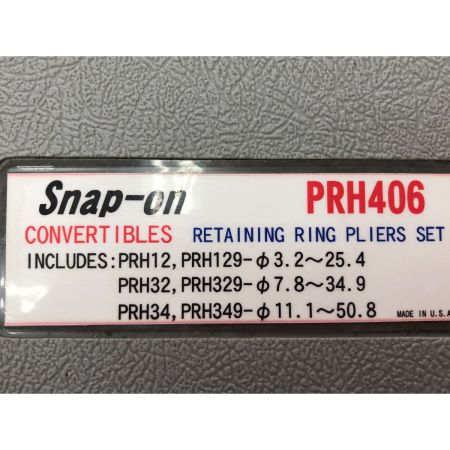 Snap-on PRH406
CONVERTIBLES RETAINING RING PLIERS SET
INCLUDES:PRH12,PRH129-φ3.2~25.4
PRH32,PRH329-φ7.8~34.9
PRH34,PRH349-φ11.1~50.8 MADE IN U.S.A